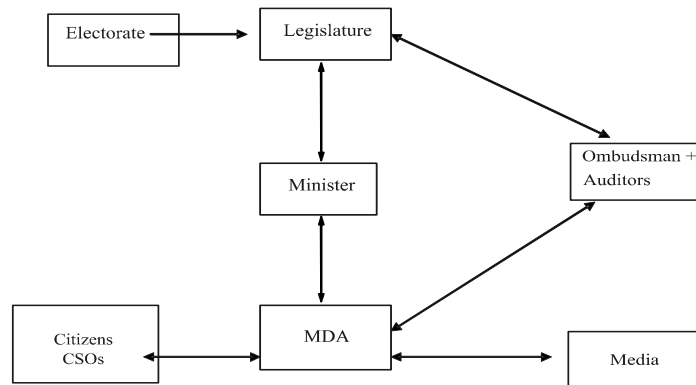 Electorate
Legislature
Ombudsman +
Auditors
Minister
Citizens
CSOs
MDA
Media